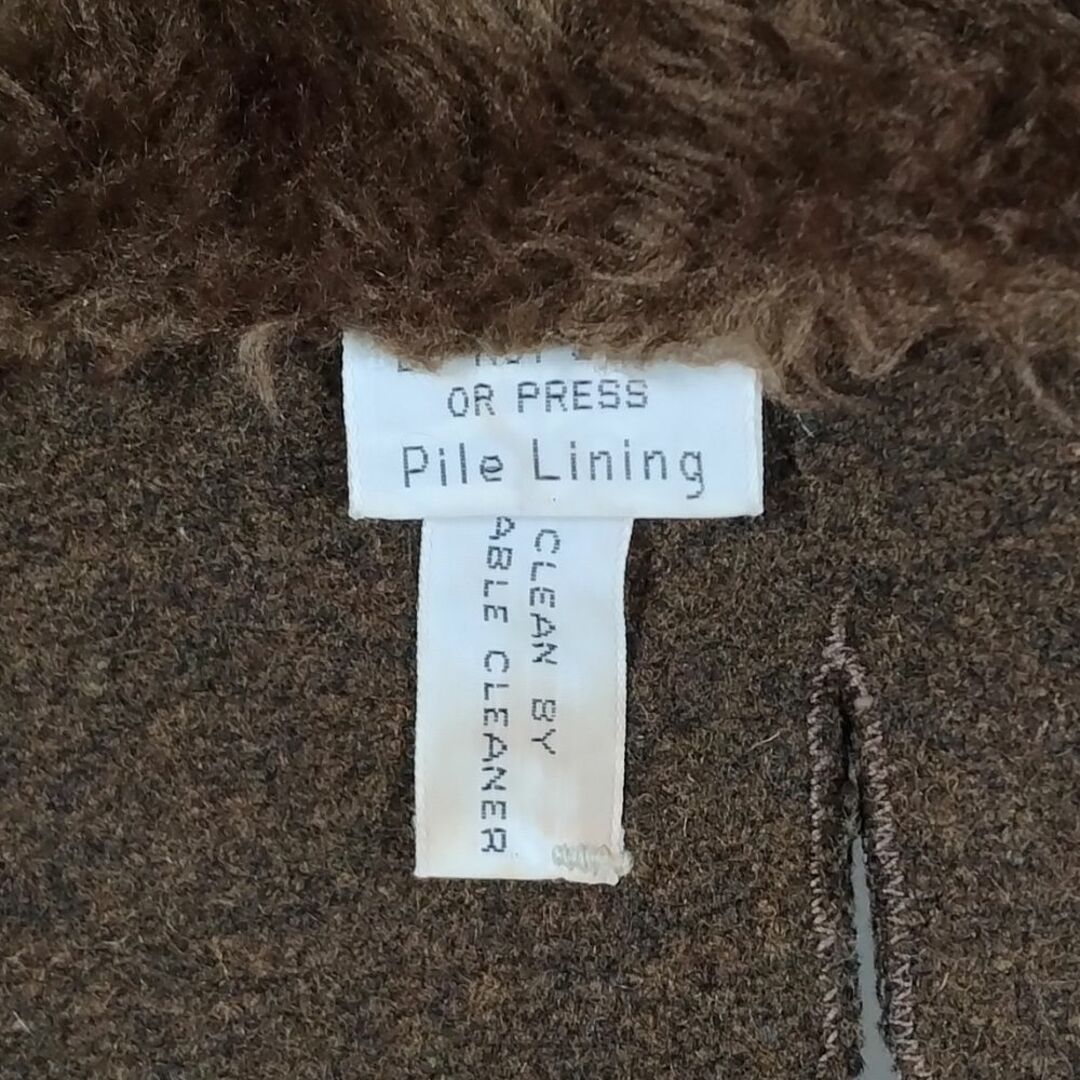 OR PRESS
Pile Lining
CLEAN BY
ABLE CLEANER